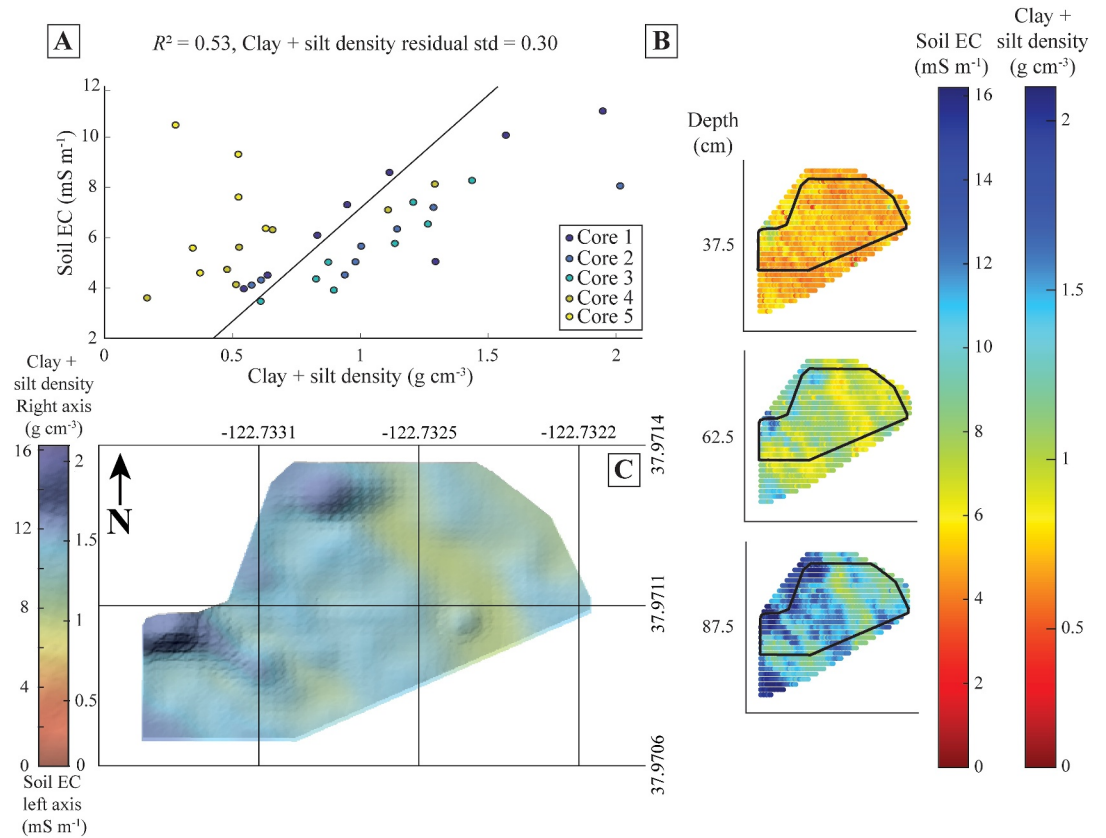 A
R² = 0.53, Clay + silt density residual std = 0.30
Soil EC (mS m⁻¹)
12
10
8
6
4
2
0
0.5
1
1.5
2
Clay + silt density (g cm⁻³)
Core 1
Core 2
Core 3
Core 4
Core 5
B
Soil EC
(mS m⁻¹)
Clay +
silt density
(g cm⁻³)
Depth
(cm)
37.5
62.5
87.5
16
14
12
10
8
6
4
2
0
2
1.5
1
0.5
0
Clay +
silt density
Right axis
(g cm⁻³)
16
12
8
4
0
2
1.5
1
0.5
0
Soil EC
left axis
(mS m⁻¹)
C
N
-122.7331
-122.7325
-122.7322
37.9714
37.9711
37.9706